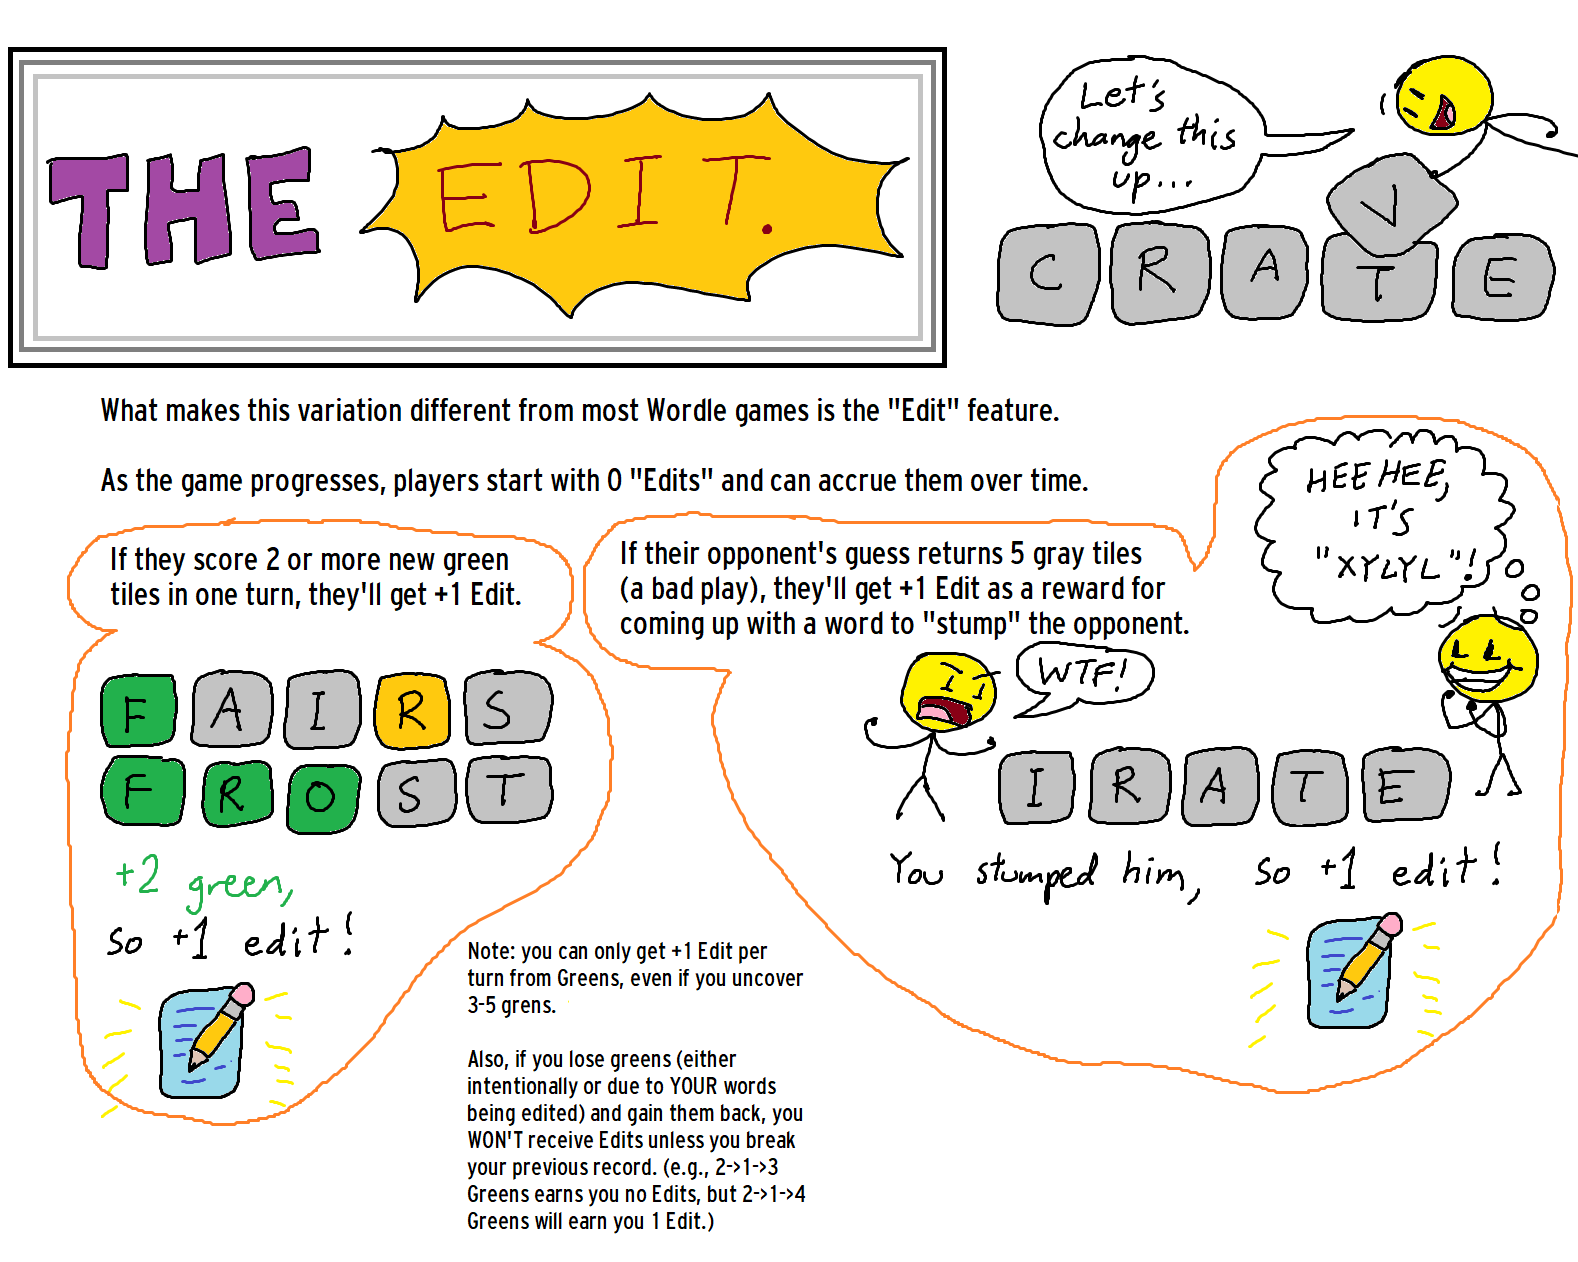 THE EDIT.
Let's
change this
up...
V
C R A T E
What makes this variation different from most Wordle games is the "Edit" feature.
As the game progresses, players start with 0 "Edits" and can accrue them over time.
If they score 2 or more new green
tiles in one turn, they'll get +1 Edit.
F A I R S
F R O S T
+2 green,
so +1 edit!
If their opponent's guess returns 5 gray tiles
(a bad play), they'll get +1 Edit as a reward for
coming up with a word to "stump" the opponent.
HEE HEE,
IT'S
"XYLYL"!
WTF!
I R A T E
You stumped him, so +1 edit!
Note: you can only get +1 Edit per
turn from Greens, even if you uncover
3-5 grens.
Also, if you lose greens (either
intentionally or due to YOUR words
being edited) and gain them back, you
WON'T receive Edits unless you break
your previous record. (e.g., 2->1->3
Greens earns you no Edits, but 2->1->4
Greens will earn you 1 Edit.)